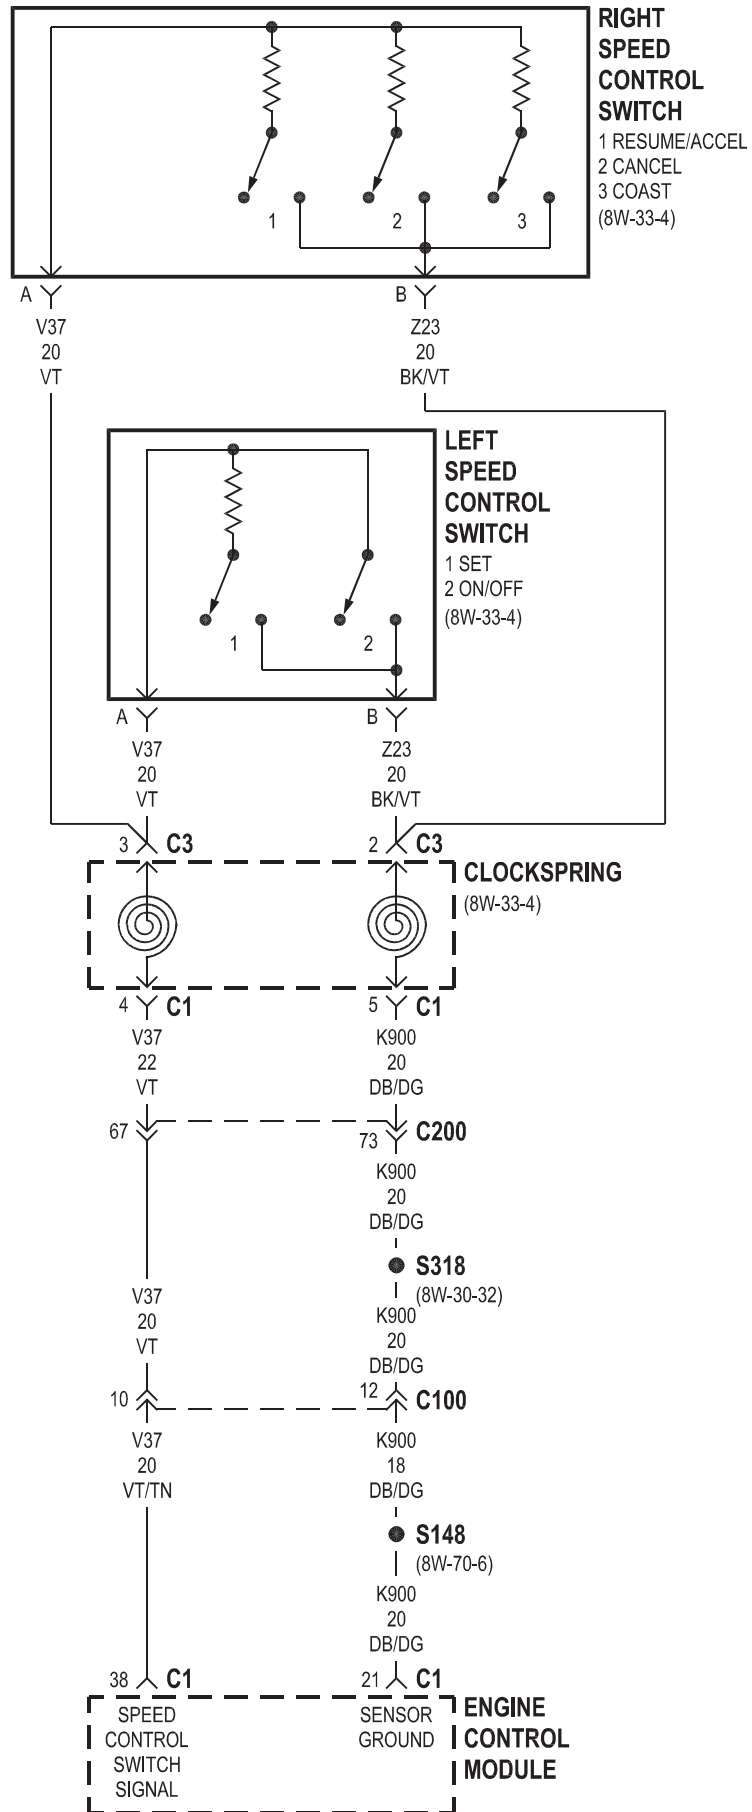 RIGHT
SPEED
CONTROL
SWITCH
1 RESUME/ACCEL
2 CANCEL
3 COAST
(8W-33-4)
1
2
3
A
B
V37
20
VT
Z23
20
BK/VT
LEFT
SPEED
CONTROL
SWITCH
1 SET
2 ON/OFF
(8W-33-4)
1
2
A
B
V37
20
VT
Z23
20
BK/VT
3 C3
2 C3
CLOCKSPRING
(8W-33-4)
4 C1
5 C1
V37
22
VT
K900
20
DB/DG
67
73 C200
K900
20
DB/DG
S318
(8W-30-32)
V37
20
VT
K900
20
DB/DG
10
12 C100
V37
20
VT/TN
K900
18
DB/DG
S148
(8W-70-6)
K900
20
DB/DG
38 C1
21 C1
SPEED
CONTROL
SWITCH
SIGNAL
SENSOR
GROUND
ENGINE
CONTROL
MODULE